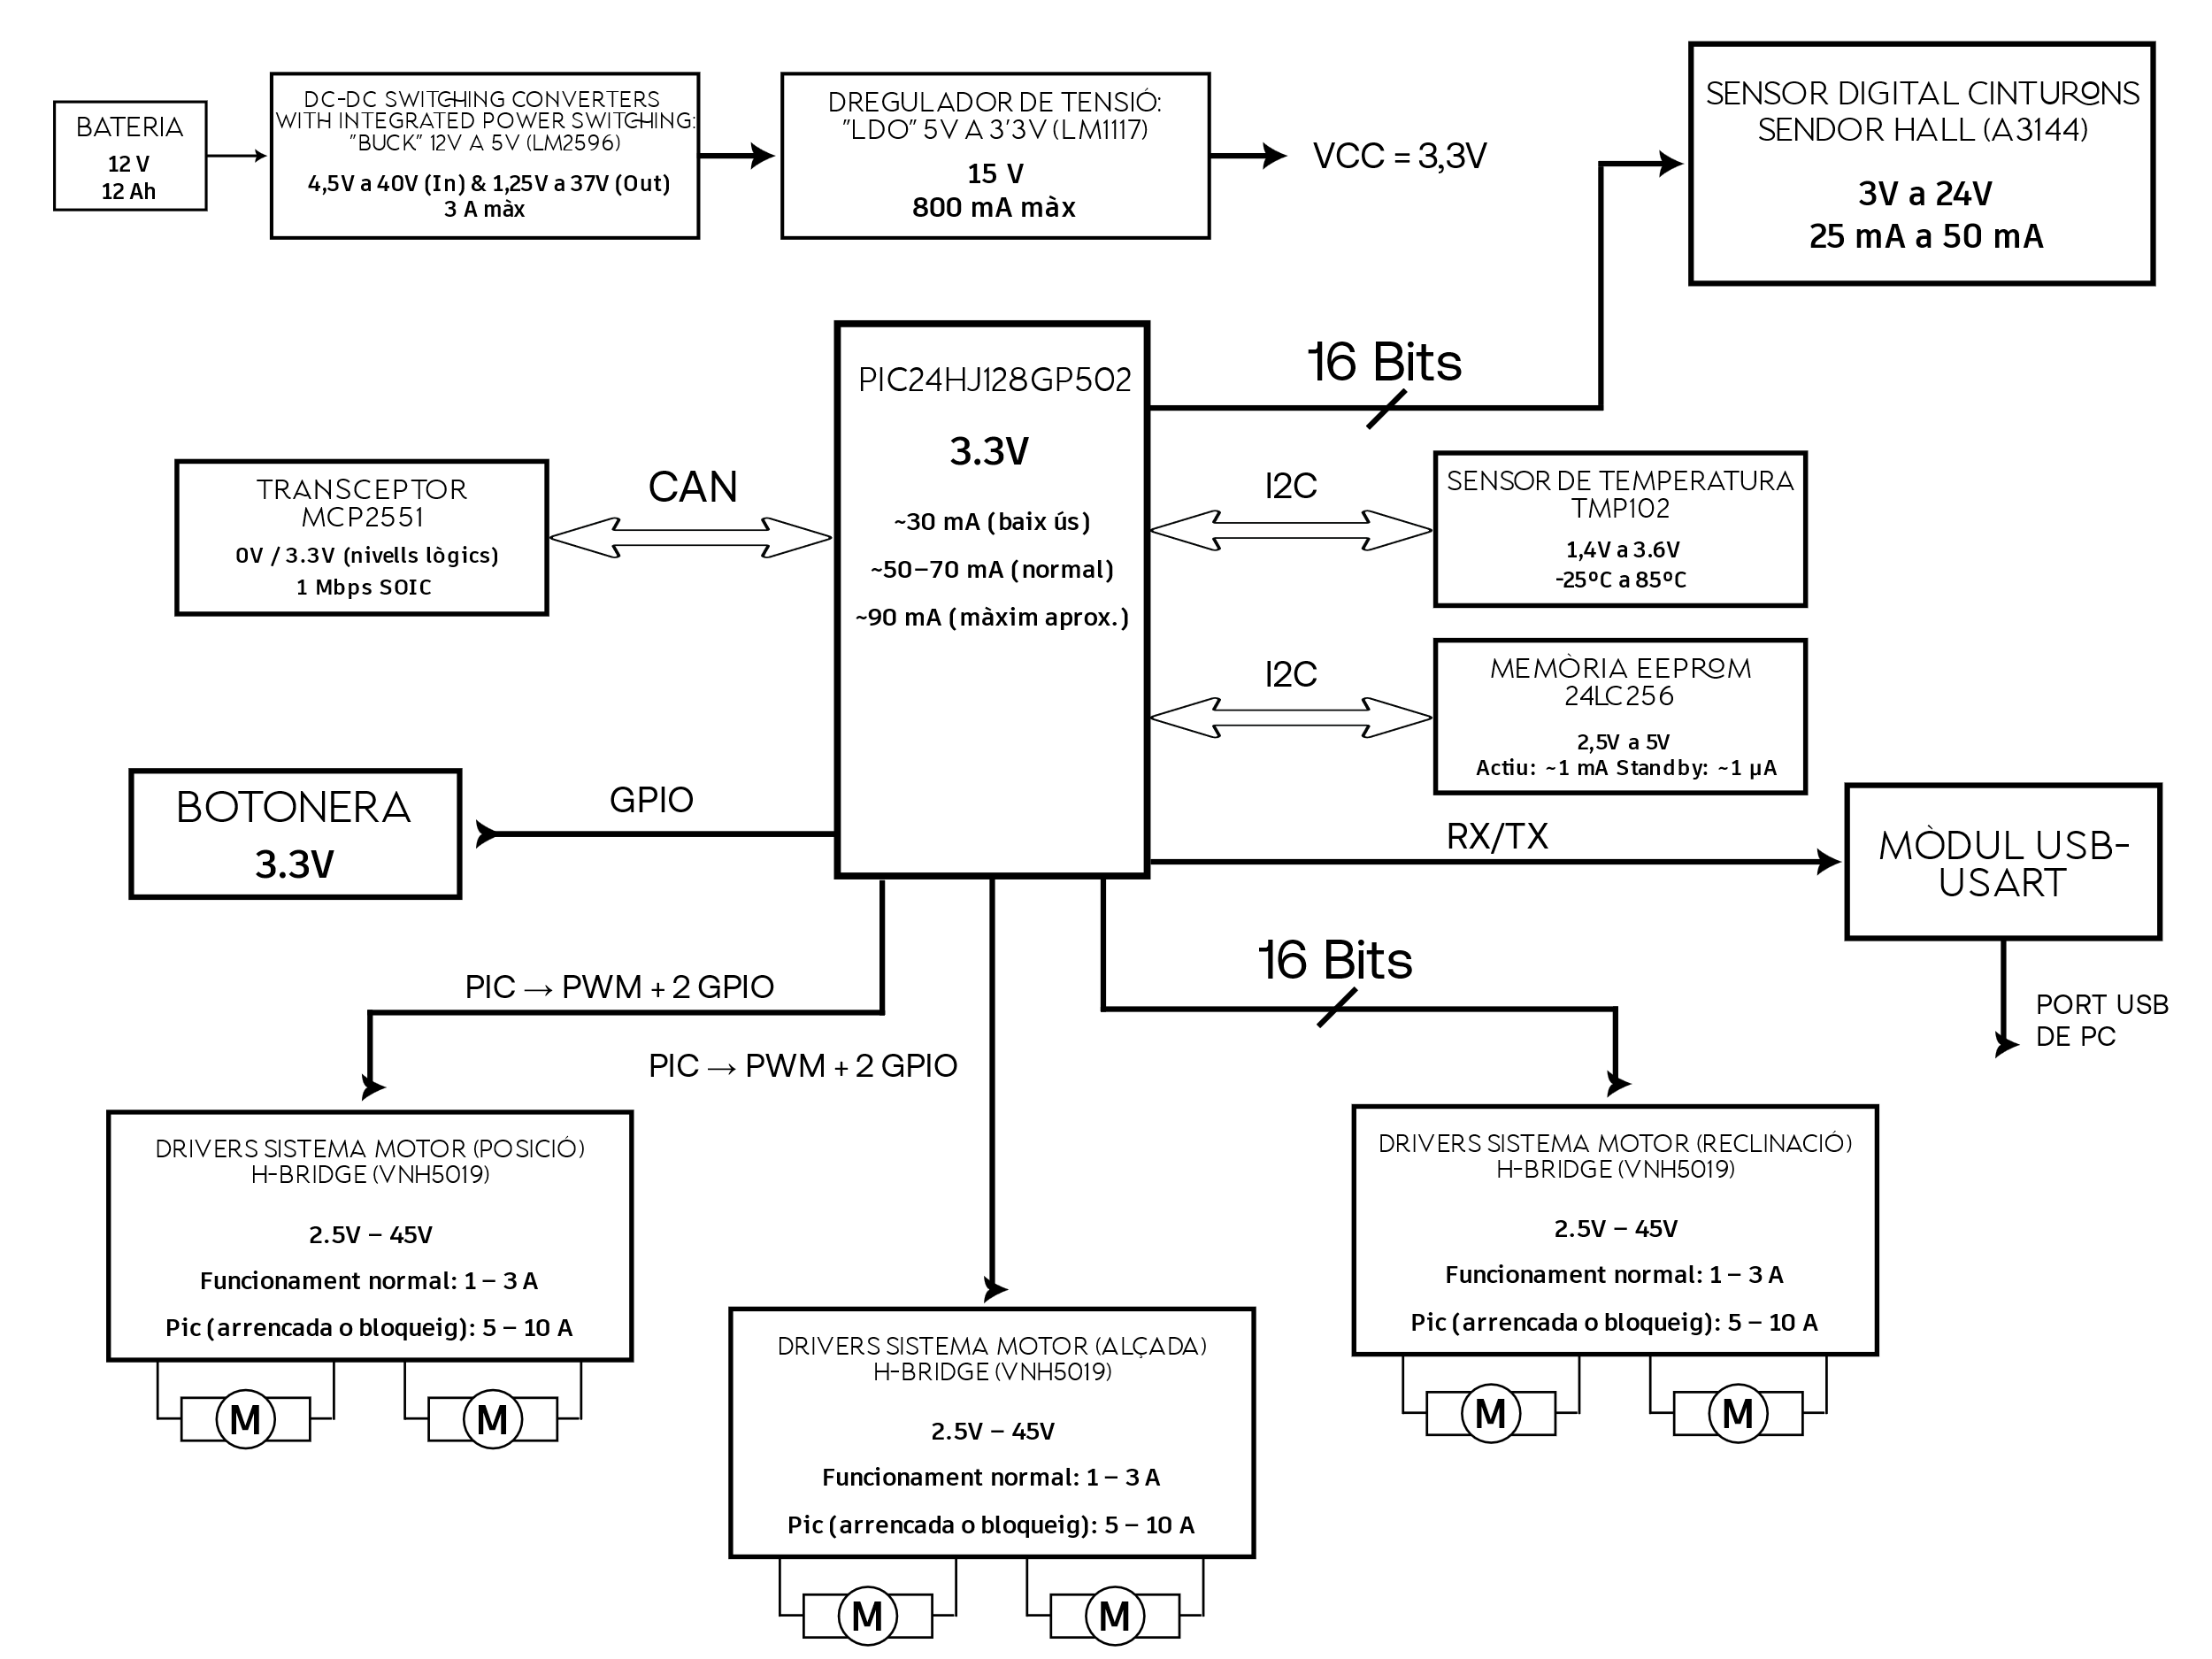 BATERIA
12 V
12 Ah
DC-DC SWITCHING CONVERTERS
WITH INTEGRATED POWER SWITCHING:
"BUCK" 12V A 5V (LM2596)
4,5V a 40V (In) & 1,25V a 37V (Out)
3 A màx
DREGULADOR DE TENSIÓ:
"LDO" 5V A 3'3V (LM1117)
15 V
800 mA màx
VCC = 3,3V
SENSOR DIGITAL CINTURONS
SENDOR HALL (A3144)
3V a 24V
25 mA a 50 mA
16 Bits
PIC24HJ128GP502
3.3V
~30 mA (baix ús)
~50–70 mA (normal)
~90 mA (màxim aprox.)
TRANSCEPTOR
MCP2551
0V / 3.3V (nivells lògics)
1 Mbps SOIC
CAN
I2C
SENSOR DE TEMPERATURA
TMP102
1,4V a 3.6V
-25ºC a 85ºC
I2C
MEMÒRIA EEPROM
24LC256
2,5V a 5V
Actiu: ~1 mA Standby: ~1 µA
BOTONERA
3.3V
GPIO
RX/TX
MÒDUL USB-
USART
PORT USB
DE PC
PIC → PWM + 2 GPIO
PIC → PWM + 2 GPIO
16 Bits
DRIVERS SISTEMA MOTOR (POSICIÓ)
H-BRIDGE (VNH5019)
2.5V – 45V
Funcionament normal: 1 – 3 A
Pic (arrencada o bloqueig): 5 – 10 A
M
M
DRIVERS SISTEMA MOTOR (ALÇADA)
H-BRIDGE (VNH5019)
2.5V – 45V
Funcionament normal: 1 – 3 A
Pic (arrencada o bloqueig): 5 – 10 A
M
M
DRIVERS SISTEMA MOTOR (RECLINACIÓ)
H-BRIDGE (VNH5019)
2.5V – 45V
Funcionament normal: 1 – 3 A
Pic (arrencada o bloqueig): 5 – 10 A
M
M